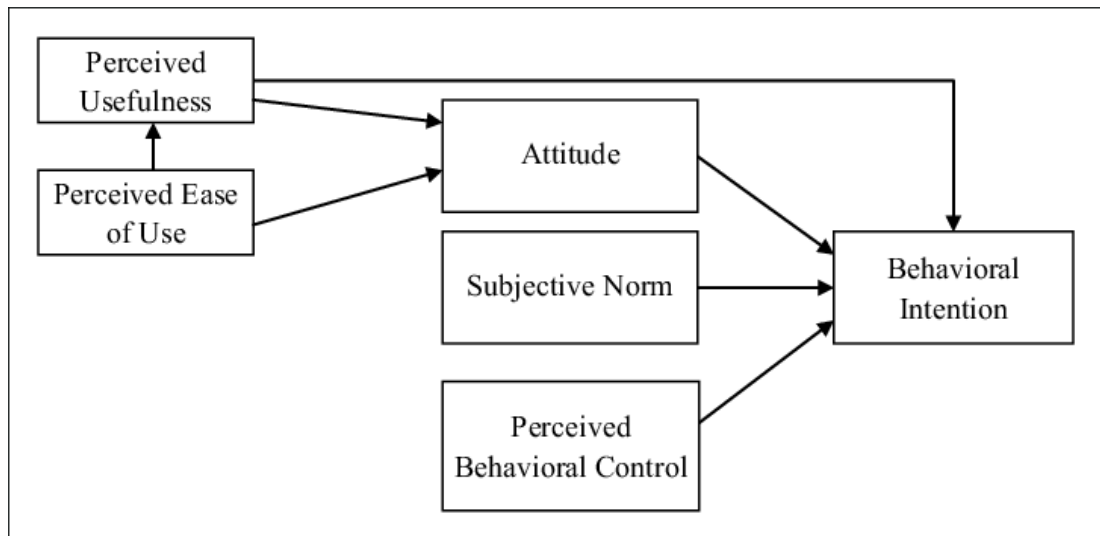 Perceived
Usefulness
Perceived Ease
of Use
Attitude
Subjective Norm
Perceived
Behavioral Control
Behavioral
Intention